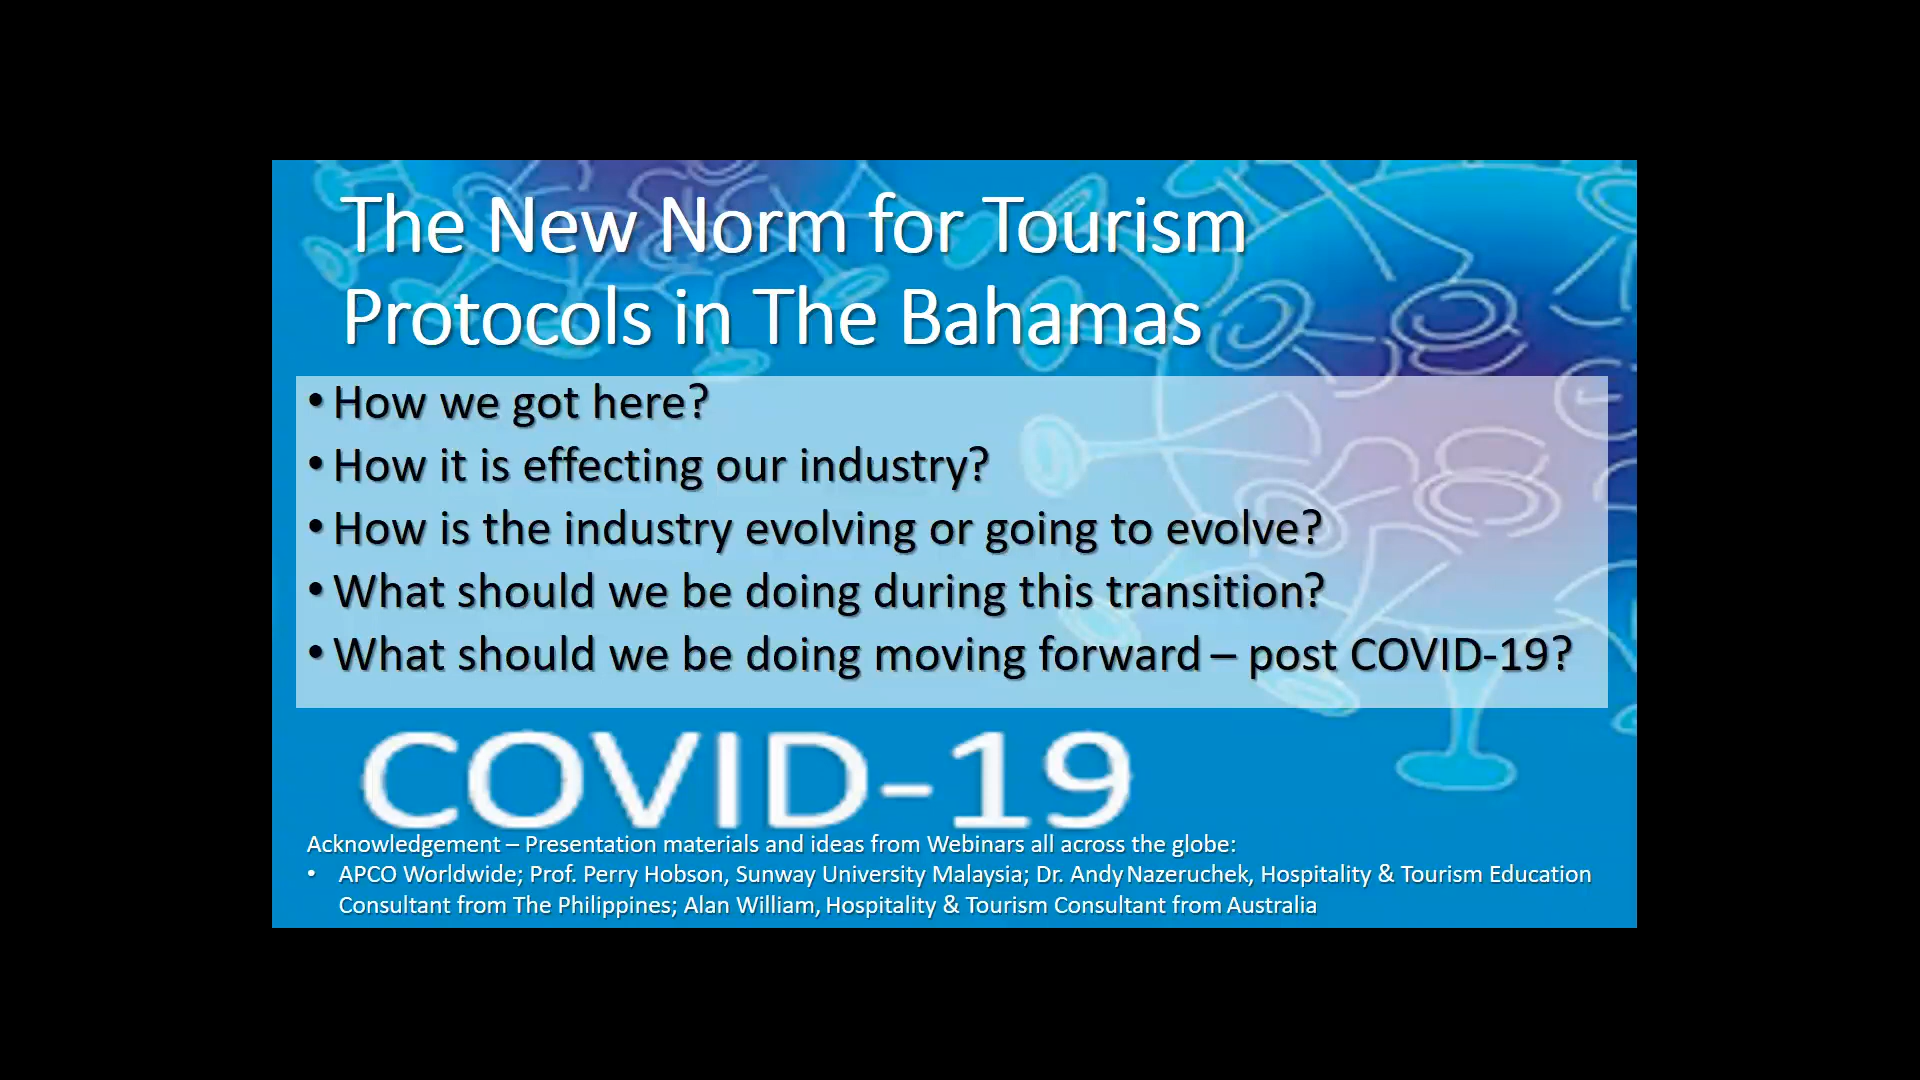 The New Norm for Tourism
Protocols in The Bahamas
• How we got here?
• How it is effecting our industry?
• How is the industry evolving or going to evolve?
• What should we be doing during this transition?
• What should we be doing moving forward – post COVID-19?
COVID-19
Acknowledgement – Presentation materials and ideas from Webinars all across the globe:
• APCO Worldwide; Prof. Perry Hobson, Sunway University Malaysia; Dr. Andy Nazeruchek, Hospitality & Tourism Education
Consultant from The Philippines; Alan William, Hospitality & Tourism Consultant from Australia